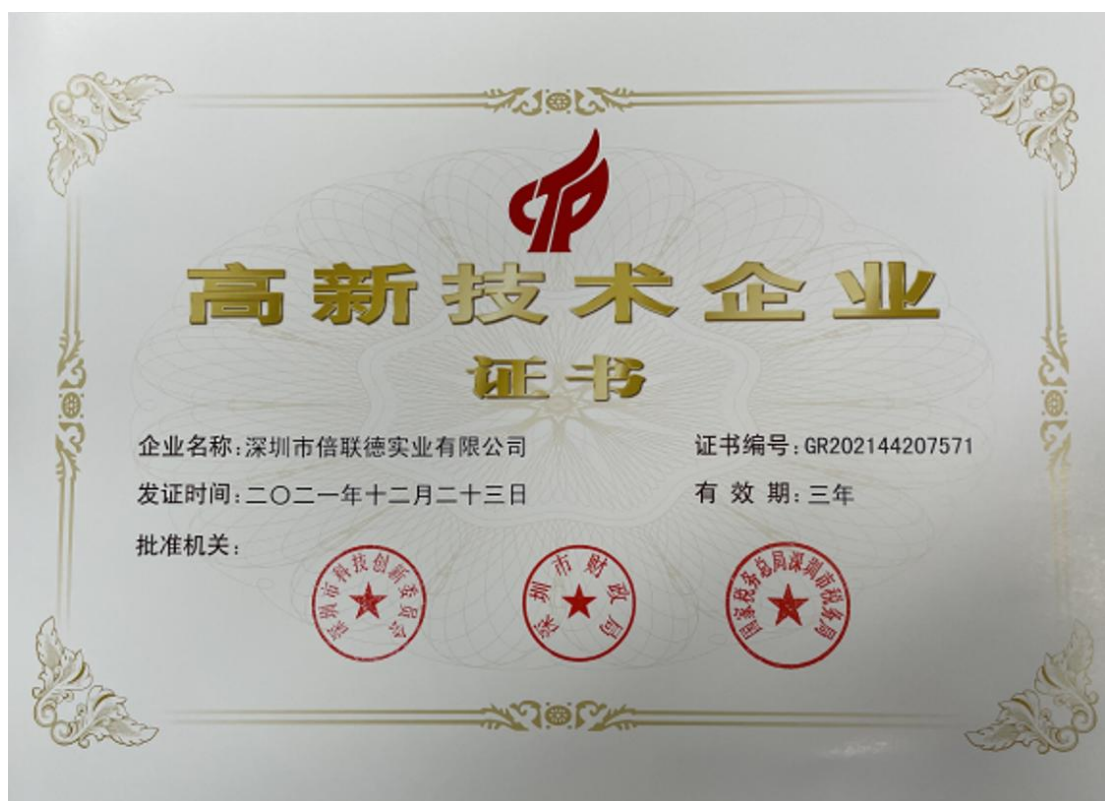 CTP
高新技术企业
证书
企业名称:深圳市倍联德实业有限公司
证书编号:GR202144207571
发证时间:二〇二一年十二月二十三日
有效期:三年
批准机关:
深圳市科技创新委员会
深圳市财政局
国家税务总局深圳市税务局